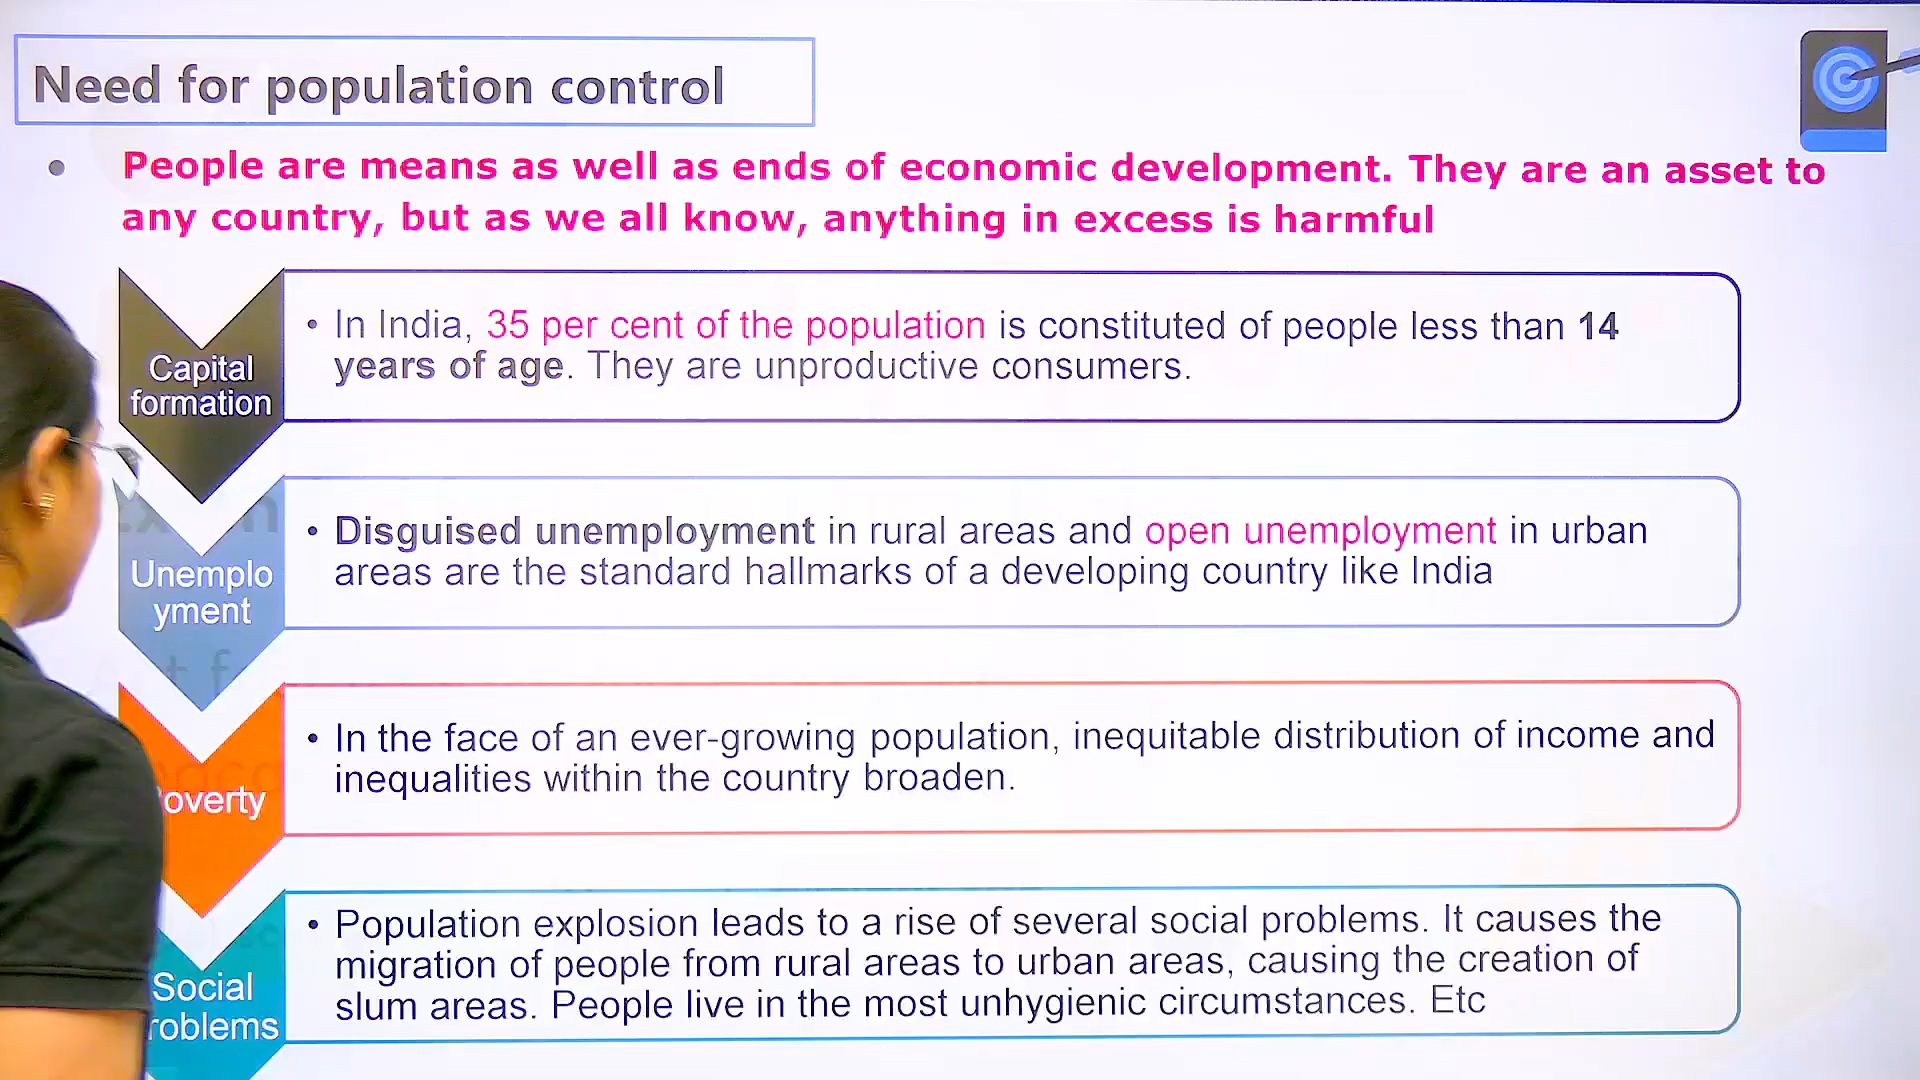 Need for population control
• People are means as well as ends of economic development. They are an asset to
any country, but as we all know, anything in excess is harmful
Capital
formation
• In India, 35 per cent of the population is constituted of people less than 14
years of age. They are unproductive consumers.
Unemplo
yment
• Disguised unemployment in rural areas and open unemployment in urban
areas are the standard hallmarks of a developing country like India
overty
• In the face of an ever-growing population, inequitable distribution of income and
inequalities within the country broaden.
Social
roblems
• Population explosion leads to a rise of several social problems. It causes the
migration of people from rural areas to urban areas, causing the creation of
slum areas. People live in the most unhygienic circumstances. Etc